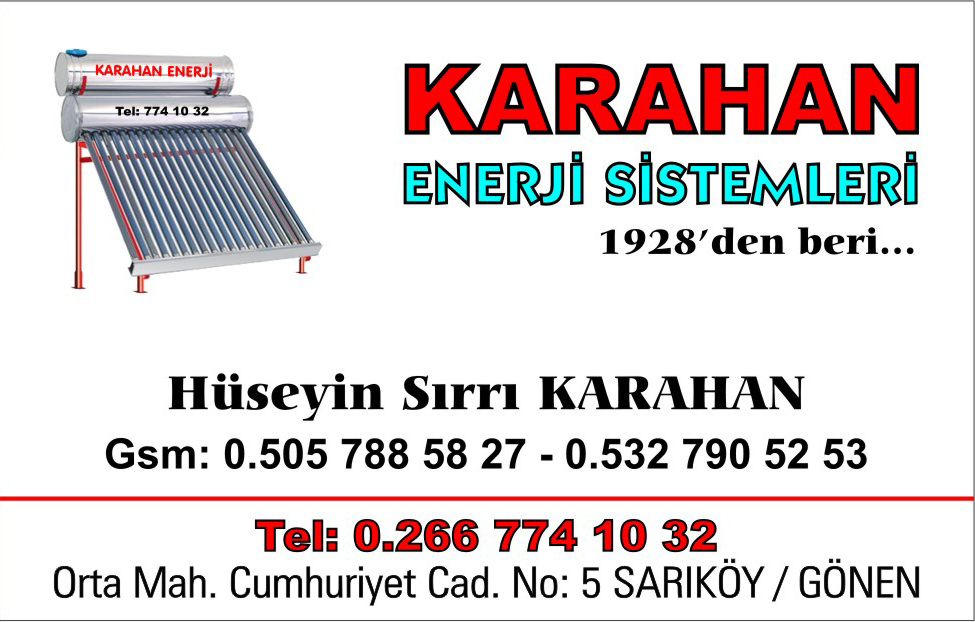 KARAHAN ENERJİ
Tel: 774 10 32
KARAHAN
ENERJİ SİSTEMLERİ
1928'den beri...
Hüseyin Sırrı KARAHAN
Gsm: 0.505 788 58 27 - 0.532 790 52 53
Tel: 0.266 774 10 32
Orta Mah. Cumhuriyet Cad. No: 5 SARIKÖY / GÖNEN